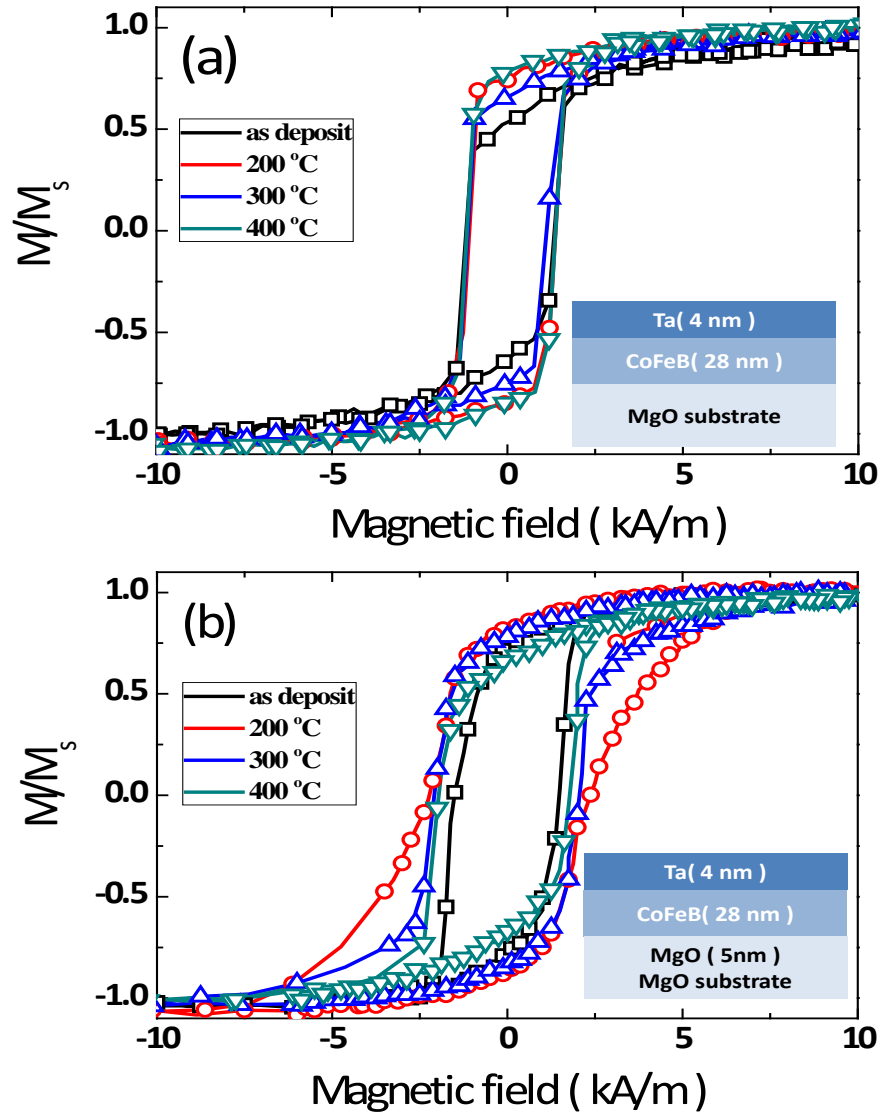 (a)
as deposit
200 °C
300 °C
400 °C
1.0
0.5
0.0
-0.5
-1.0
M/Ms
Ta( 4 nm )
CoFeB( 28 nm )
MgO substrate
-10 -5 0 5 10
Magnetic field ( kA/m )
(b)
as deposit
200 °C
300 °C
400 °C
1.0
0.5
0.0
-0.5
-1.0
M/Ms
Ta( 4 nm )
CoFeB( 28 nm )
MgO ( 5nm )
MgO substrate
-10 -5 0 5 10
Magnetic field ( kA/m )